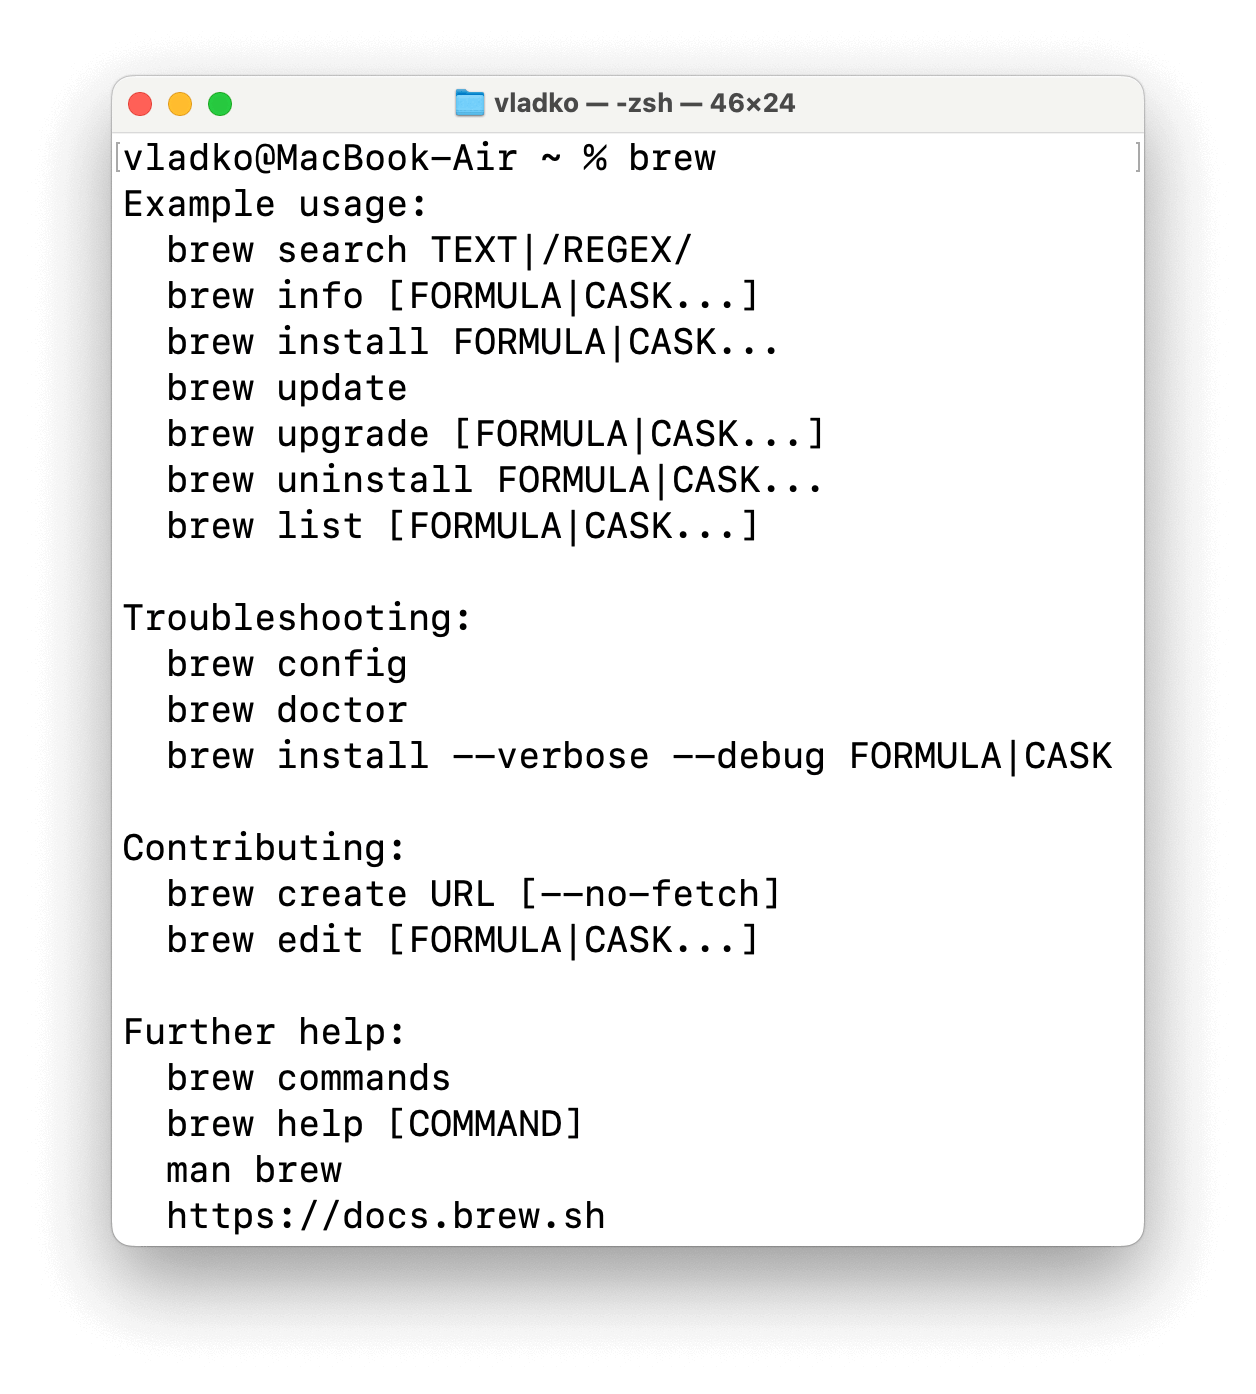 vladko — -zsh — 46×24
[vladko@MacBook-Air ~ % brew ]
Example usage:
  brew search TEXT|/REGEX/
  brew info [FORMULA|CASK...]
  brew install FORMULA|CASK...
  brew update
  brew upgrade [FORMULA|CASK...]
  brew uninstall FORMULA|CASK...
  brew list [FORMULA|CASK...]

Troubleshooting:
  brew config
  brew doctor
  brew install --verbose --debug FORMULA|CASK

Contributing:
  brew create URL [--no-fetch]
  brew edit [FORMULA|CASK...]

Further help:
  brew commands
  brew help [COMMAND]
  man brew
  https://docs.brew.sh